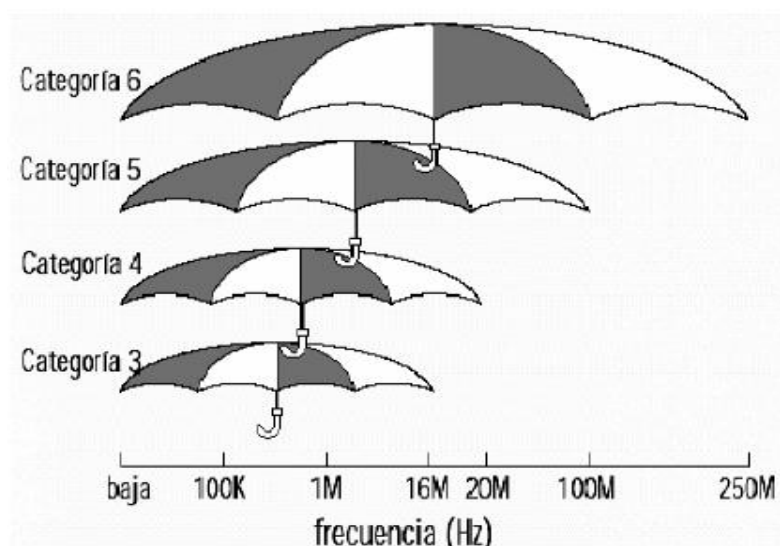 Categoría 6
Categoría 5
Categoría 4
Categoría 3
baja 100K 1M 16M 20M 100M 250M
frecuencia (Hz)